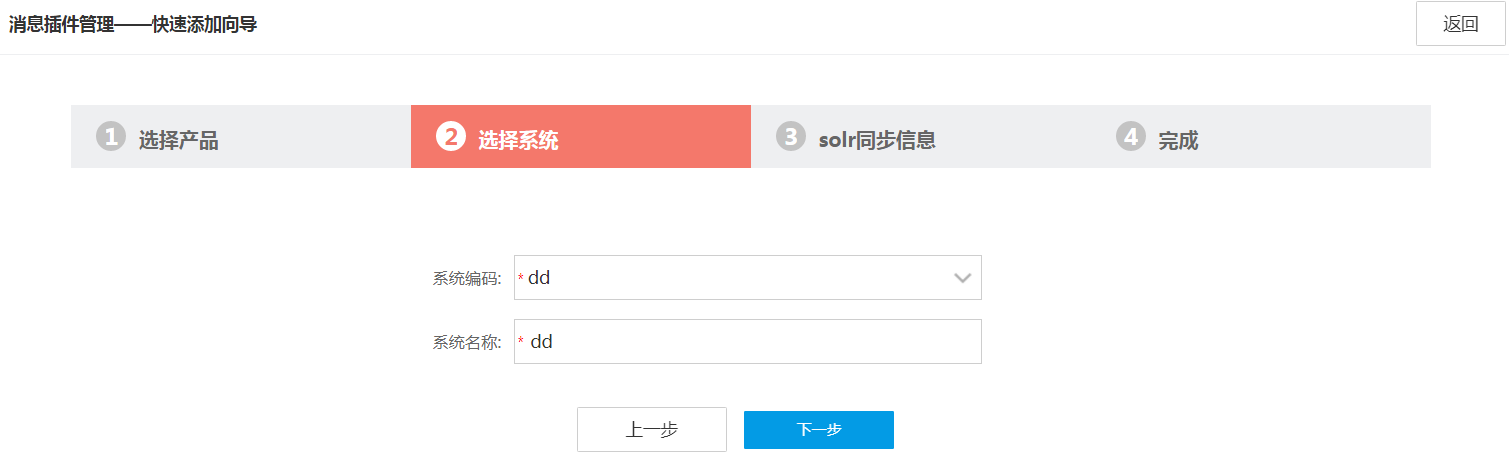 消息插件管理——快速添加向导
返回
1 选择产品
2 选择系统
3 solr同步信息
4 完成
系统编码: * dd
系统名称: * dd
上一步
下一步